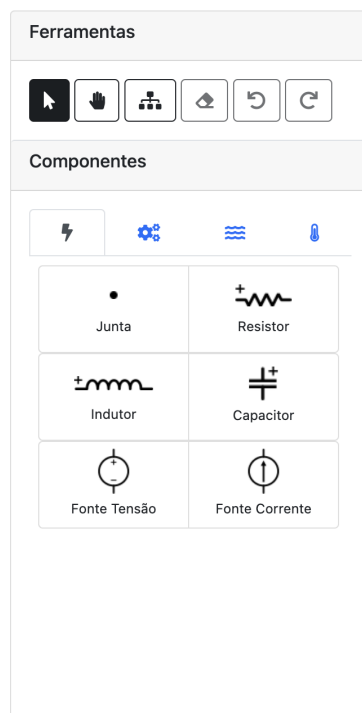 Ferramentas
Componentes
Junta
Resistor
Indutor
Capacitor
Fonte Tensão
Fonte Corrente